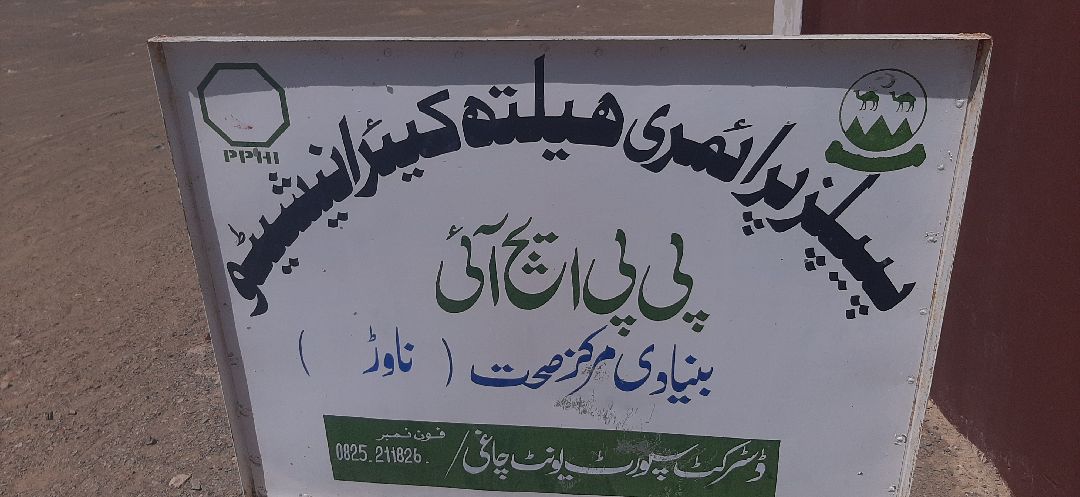 پیپلز پرائمری ھیلتھ کیئر انیشیٹو
PPHI
پی پی ایچ آئی
بنیادی مرکز صحت ( ناوڑ )
ڈسٹرکٹ سپورٹ یونٹ چاغی / فون نمبر
0825-211826